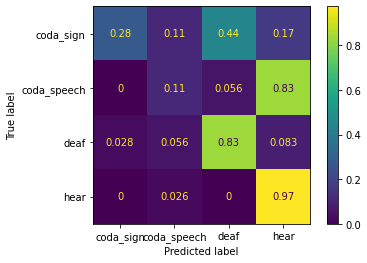 coda_sign 0.28 0.11 0.44 0.17
coda_speech 0 0.11 0.056 0.83
deaf 0.028 0.056 0.83 0.083
hear 0 0.026 0 0.97
coda_sign coda_speech deaf hear
Predicted label
True label
0.8
0.6
0.4
0.2
0.0